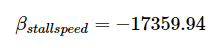 β_stallspeed = −17359.94